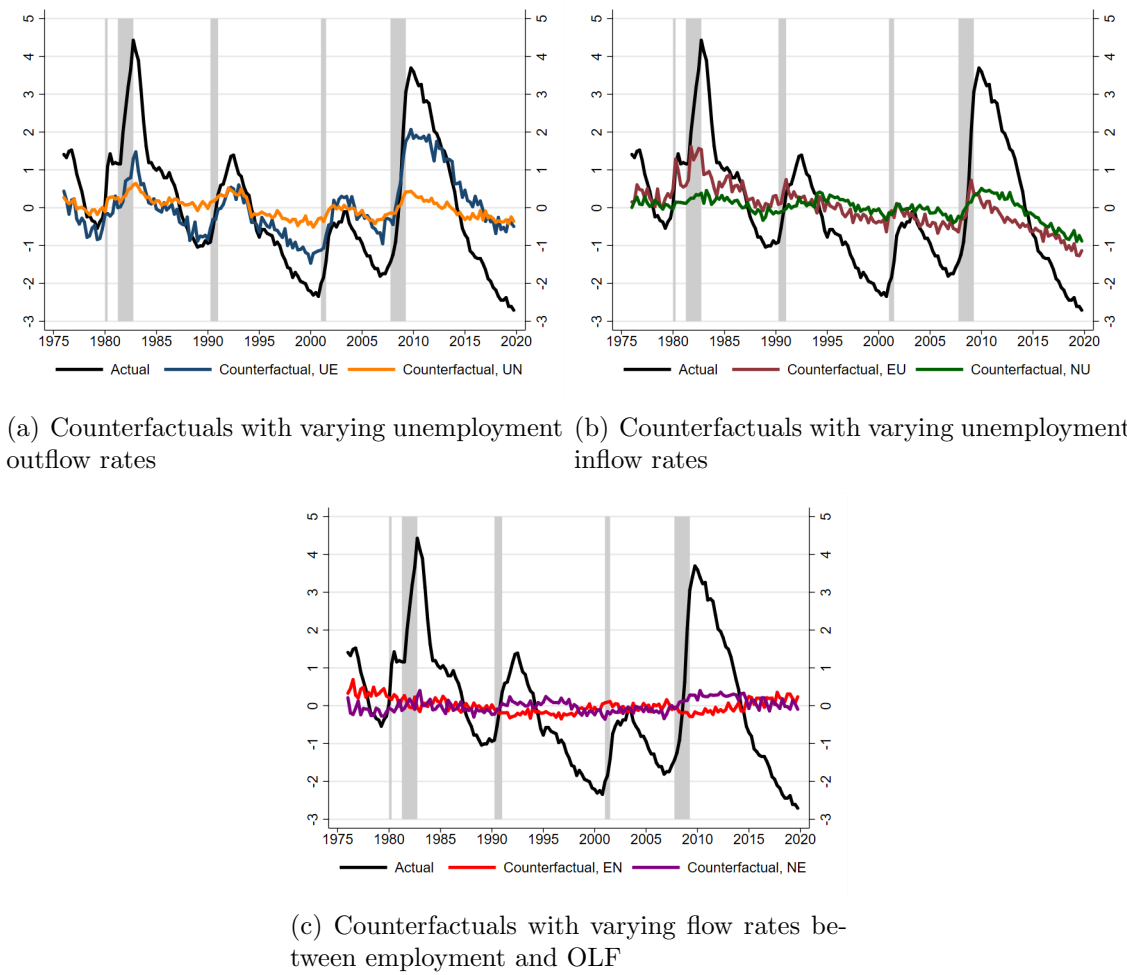 5 5
4 4
3 3
2 2
1 1
0 0
-1 -1
-2 -2
-3 -3
1975 1980 1985 1990 1995 2000 2005 2010 2015 2020
Actual Counterfactual, UE Counterfactual, UN
(a) Counterfactuals with varying unemployment
outflow rates
5 5
4 4
3 3
2 2
1 1
0 0
-1 -1
-2 -2
-3 -3
1975 1980 1985 1990 1995 2000 2005 2010 2015 2020
Actual Counterfactual, EU Counterfactual, NU
(b) Counterfactuals with varying unemployment
inflow rates
5 5
4 4
3 3
2 2
1 1
0 0
-1 -1
-2 -2
-3 -3
1975 1980 1985 1990 1995 2000 2005 2010 2015 2020
Actual Counterfactual, EN Counterfactual, NE
(c) Counterfactuals with varying flow rates be-
tween employment and OLF